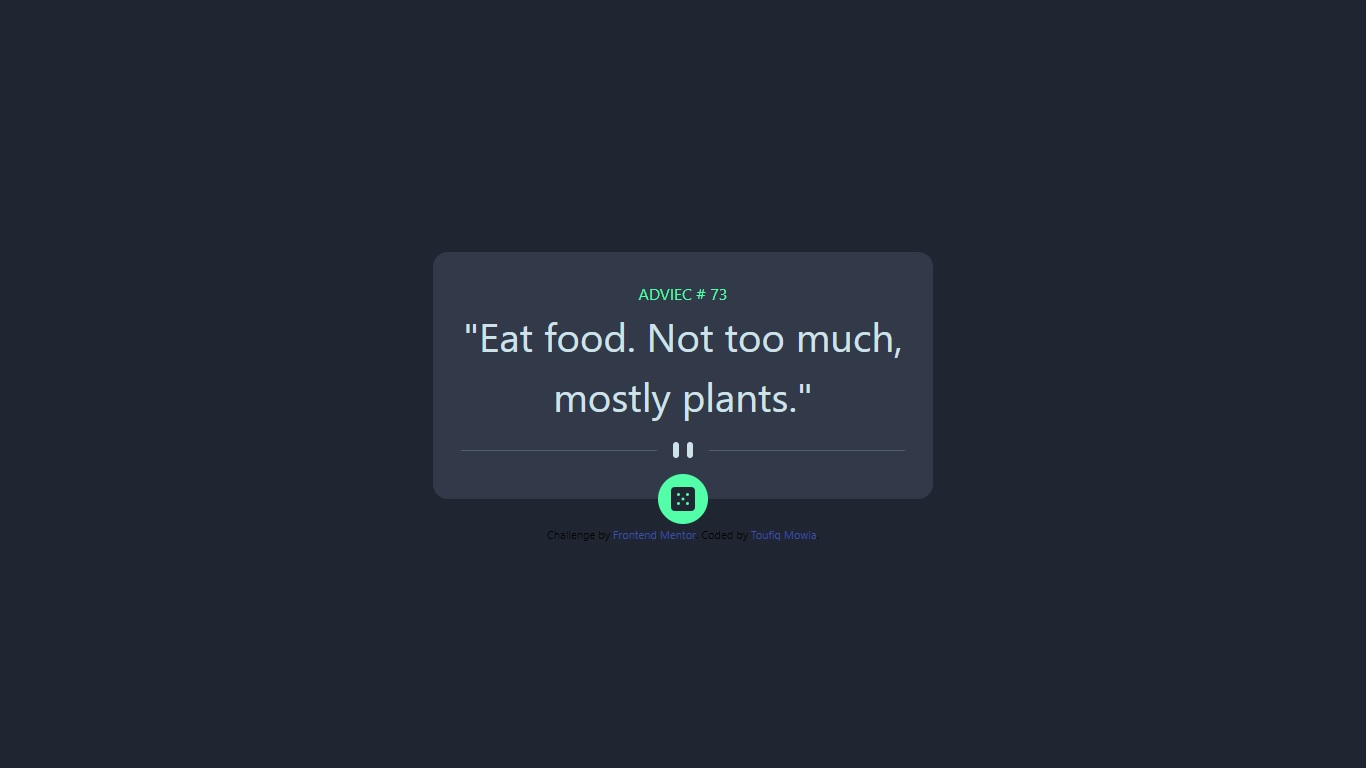 ADVIEC # 73
"Eat food. Not too much,
mostly plants."
Challenge by Frontend Mentor. Coded by Toufiq Mowla.